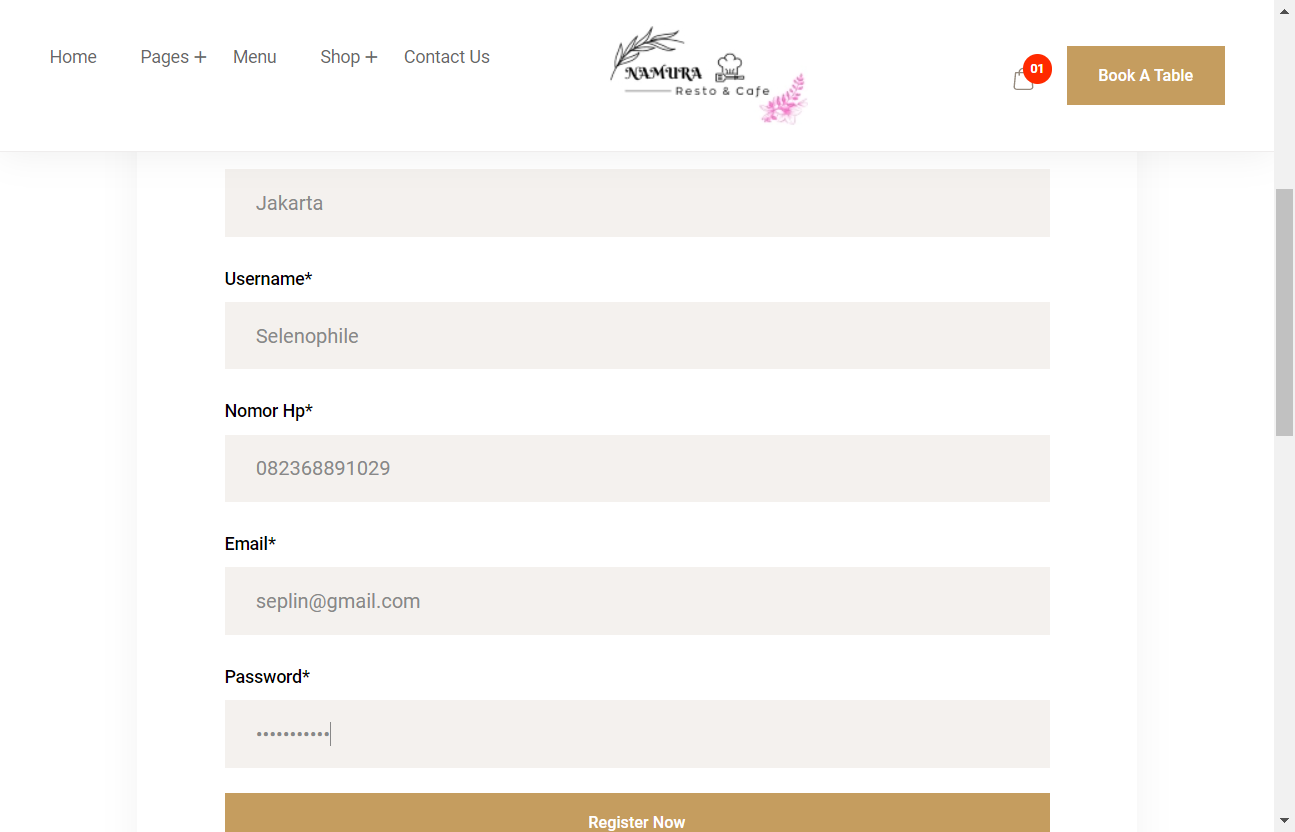 Home Pages + Menu Shop + Contact Us
NAMURA
Resto & Cafe
01
Book A Table
Jakarta
Username*
Selenophile
Nomor Hp*
082368891029
Email*
seplin@gmail.com
Password*
•••••••••••
Register Now